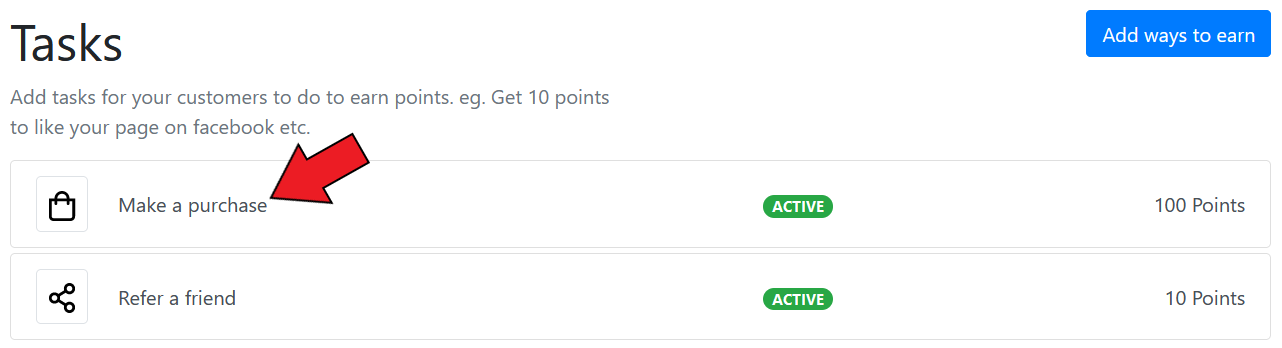 Tasks
Add ways to earn
Add tasks for your customers to do to earn points. eg. Get 10 points
to like your page on facebook etc.
Make a purchase ACTIVE 100 Points
Refer a friend ACTIVE 10 Points